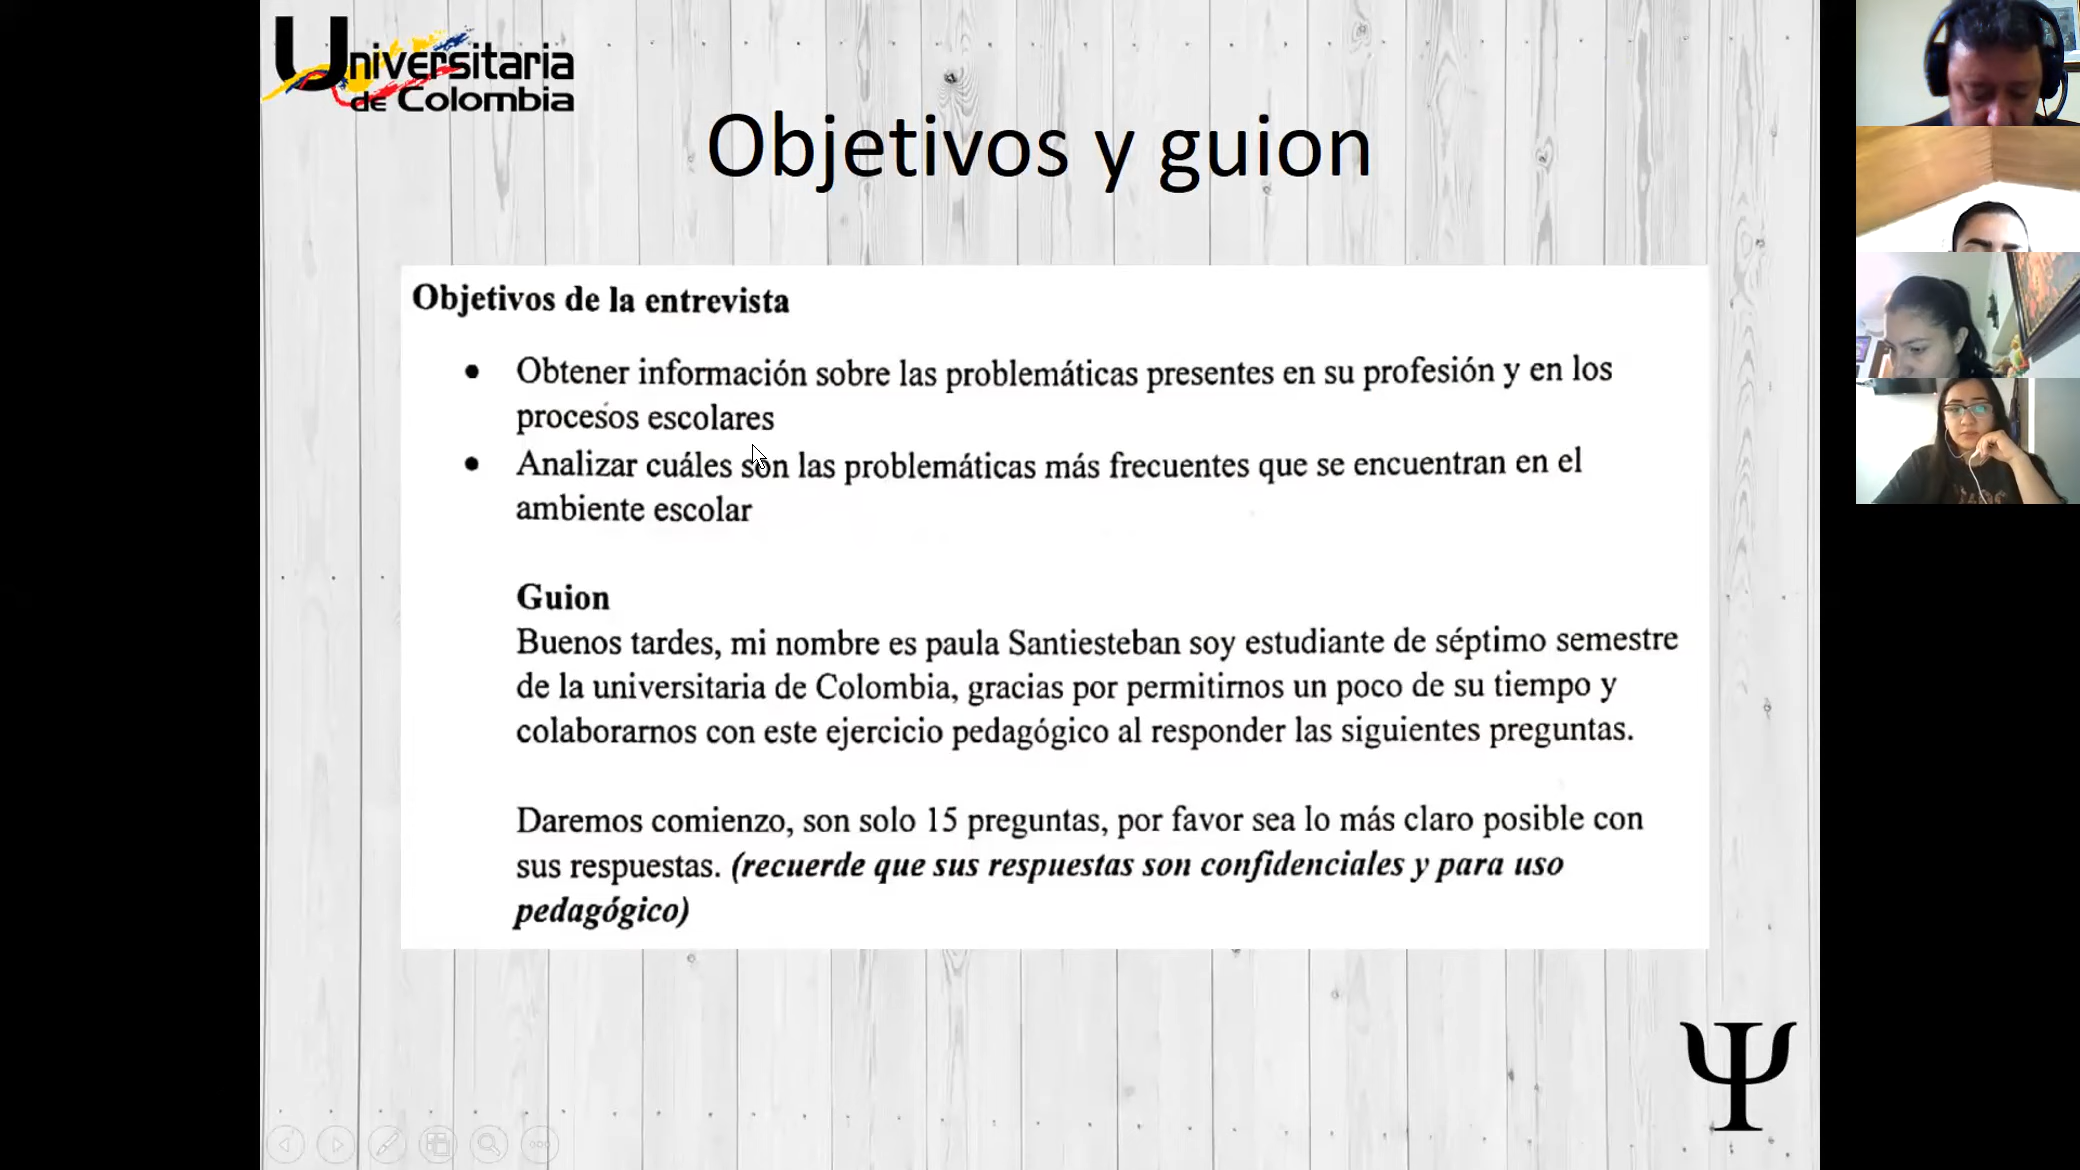 Universitaria
de Colombia
Objetivos y guion
Objetivos de la entrevista
• Obtener información sobre las problemáticas presentes en su profesión y en los
procesos escolares
• Analizar cuáles son las problemáticas más frecuentes que se encuentran en el
ambiente escolar
Guion
Buenos tardes, mi nombre es paula Santiesteban soy estudiante de séptimo semestre
de la universitaria de Colombia, gracias por permitirnos un poco de su tiempo y
colaborarnos con este ejercicio pedagógico al responder las siguientes preguntas.
Daremos comienzo, son solo 15 preguntas, por favor sea lo más claro posible con
sus respuestas. (recuerde que sus respuestas son confidenciales y para uso
pedagógico)
Ψ